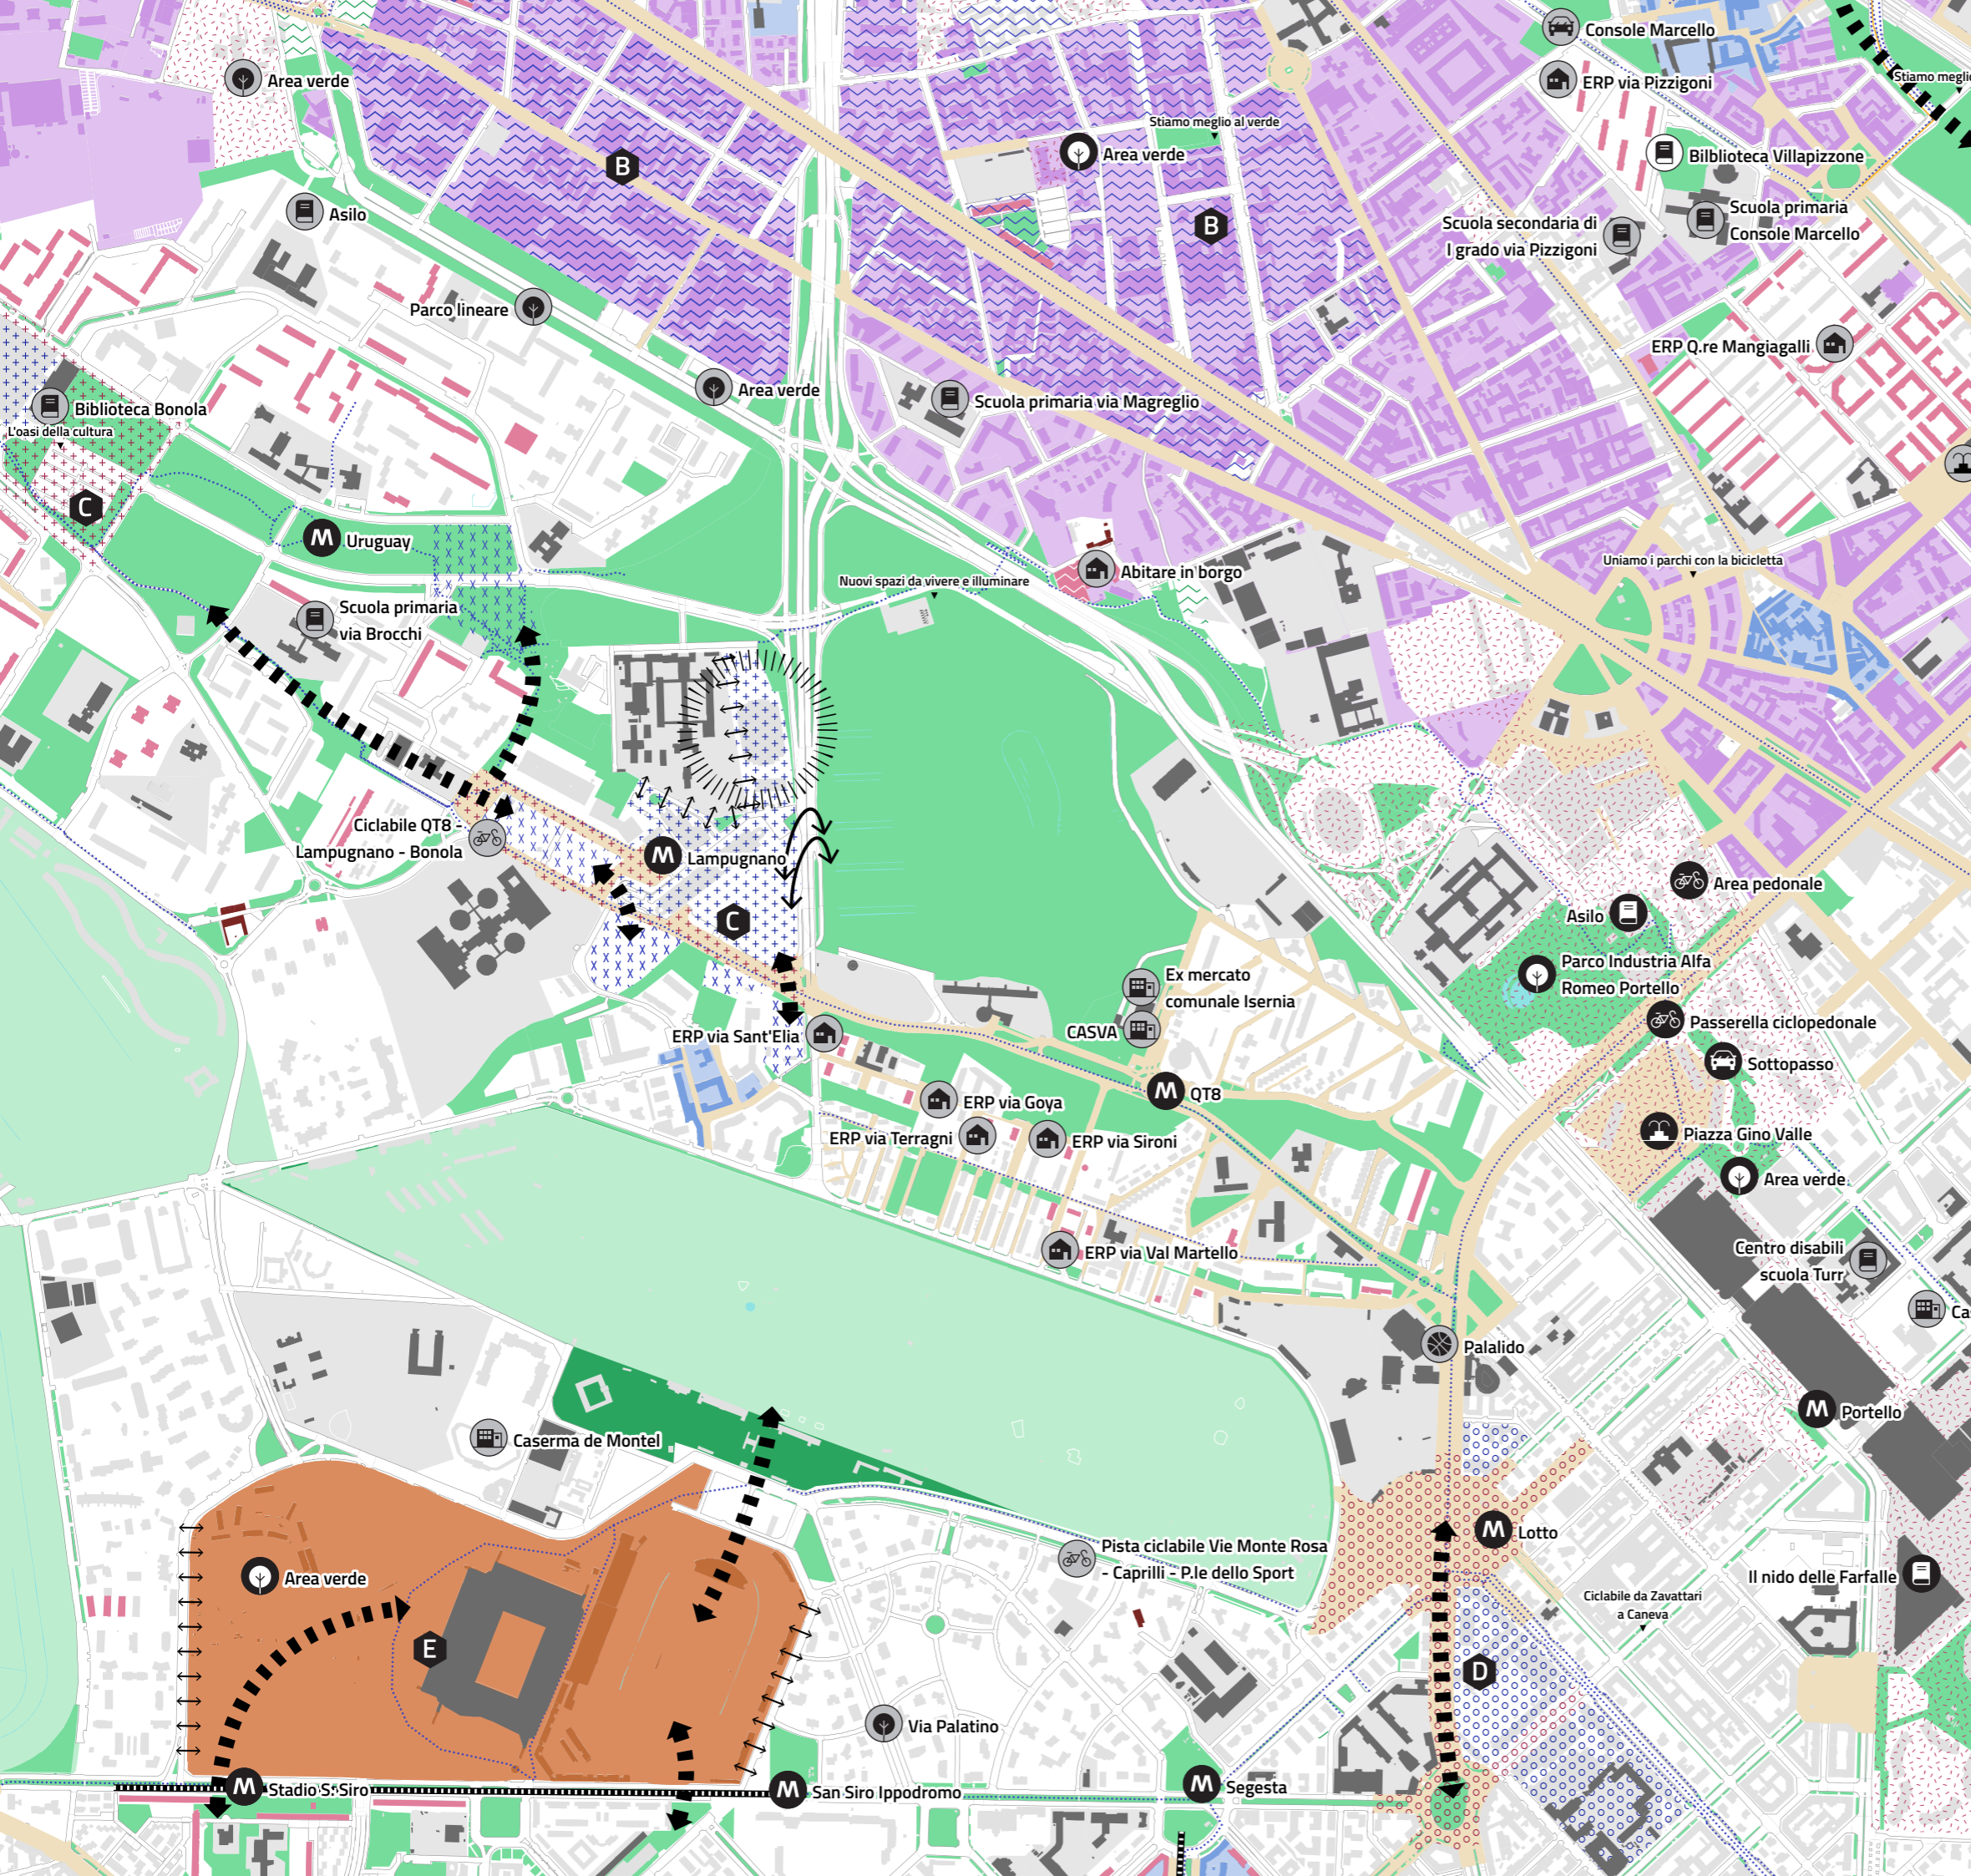 Console Marcello
ERP via Pizzigoni
Stiamo meglio
Area verde
Stiamo meglio al verde
Area verde
Bilblioteca Villapizzone
B
B
Asilo
Scuola secondaria di
I grado via Pizzigoni
Scuola primaria
Console Marcello
Parco lineare
ERP Q.re Mangiagalli
Area verde
Scuola primaria via Magreglio
Biblioteca Bonola
L'oasi della cultura
C
M Uruguay
Abitare in borgo
Uniamo i parchi con la bicicletta
Nuovi spazi da vivere e illuminare
Scuola primaria
via Brocchi
Ciclabile QT8 -
Lampugnano - Bonola
M Lampugnano
C
Area pedonale
Asilo
Parco Industria Alfa
Romeo Portello
Ex mercato
comunale Isernia
CASVA
Passerella ciclopedonale
ERP via Sant'Elia
Sottopasso
M QT8
ERP via Goya
ERP via Terragni
ERP via Sironi
Piazza Gino Valle
Area verde
ERP via Val Martello
Centro disabili
scuola Turr
Ca
Palalido
M Portello
Caserma de Montel
M Lotto
Pista ciclabile Vie Monte Rosa
- Caprilli - P.le dello Sport
Area verde
Il nido delle Farfalle
Ciclabile da Zavattari
a Caneva
E
D
Via Palatino
M Stadio S. Siro
M San Siro Ippodromo
M Segesta